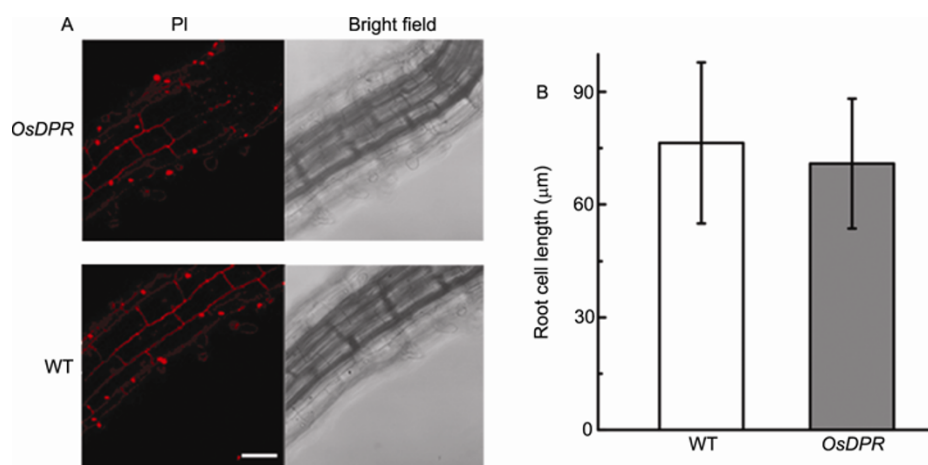 A
PI
Bright field
OsDPR
WT
B
Root cell length (μm)
90
60
30
0
WT
OsDPR